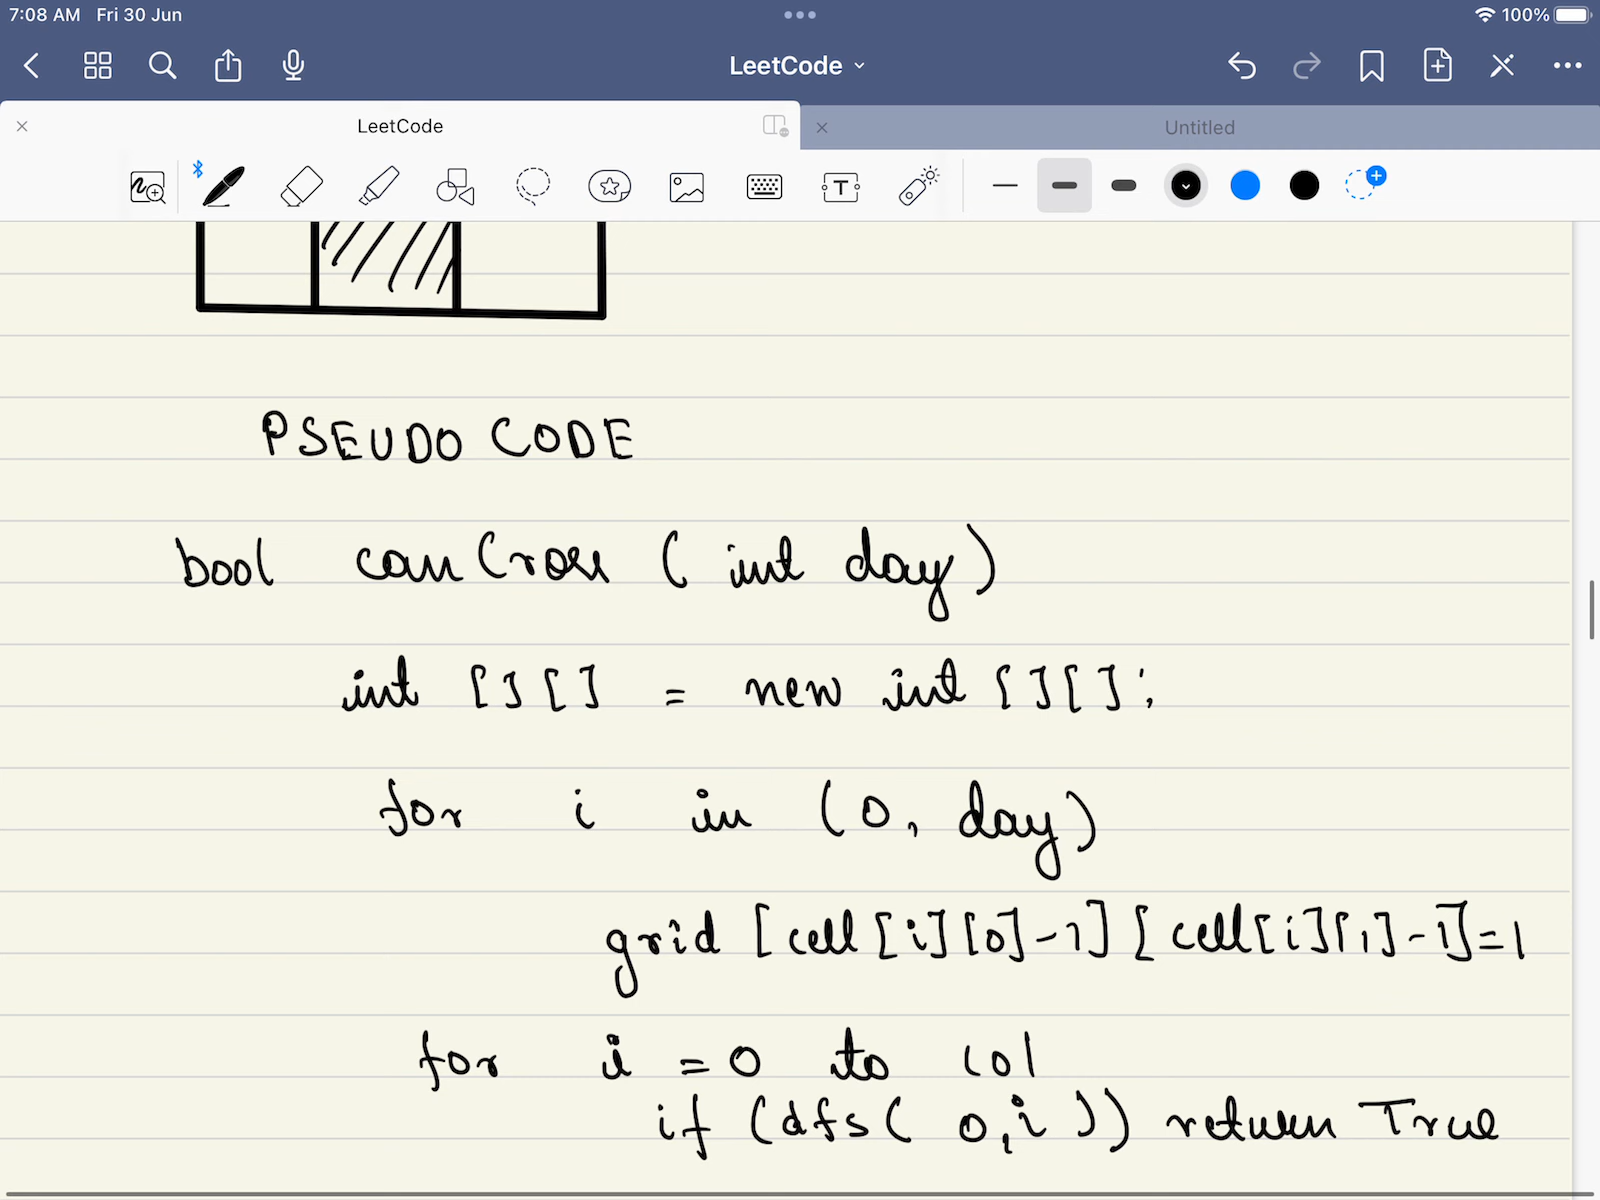 7:08 AM Fri 30 Jun
100%
LeetCode
LeetCode
Untitled
T
PSEUDO CODE
bool canCross ( int day)
int [][] = new int [][];
for i in (0, day)
grid [cell[i][0]-1] [cell[i][1]-1]=1
for i = 0 to col
if (dfs( 0,i )) return True